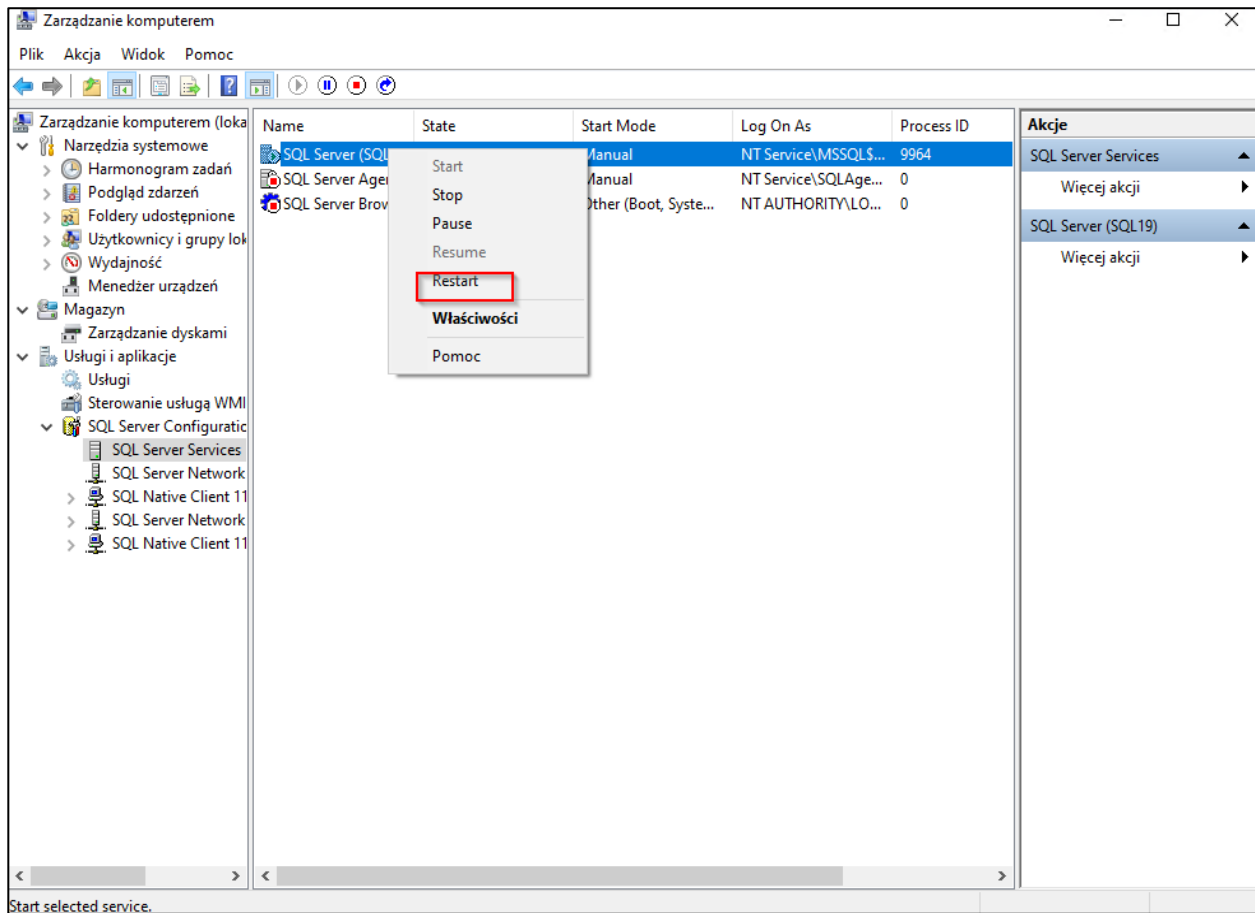 Zarządzanie komputerem
Plik Akcja Widok Pomoc
Zarządzanie komputerem (loka
Narzędzia systemowe
Harmonogram zadań
Podgląd zdarzeń
Foldery udostępnione
Użytkownicy i grupy lok
Wydajność
Menedżer urządzeń
Magazyn
Zarządzanie dyskami
Usługi i aplikacje
Usługi
Sterowanie usługą WMI
SQL Server Configuratic
SQL Server Services
SQL Server Network
SQL Native Client 11
SQL Server Network
SQL Native Client 11
Name State Start Mode Log On As Process ID
SQL Server (SQL Manual NT Service\MSSQL$... 9964
SQL Server Ager Manual NT Service\SQLAge... 0
SQL Server Brow Other (Boot, Syste... NT AUTHORITY\LO... 0
Start
Stop
Pause
Resume
Restart
Właściwości
Pomoc
Akcje
SQL Server Services
Więcej akcji
SQL Server (SQL19)
Więcej akcji
Start selected service.